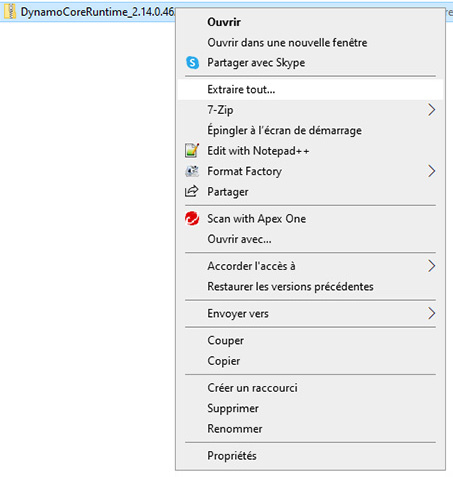 DynamoCoreRuntime_2.14.0.46
Ouvrir
Ouvrir dans une nouvelle fenêtre
Partager avec Skype
Extraire tout...
7-Zip
Épingler à l'écran de démarrage
Edit with Notepad++
Format Factory
Partager
Scan with Apex One
Ouvrir avec...
Accorder l'accès à
Restaurer les versions précédentes
Envoyer vers
Couper
Copier
Créer un raccourci
Supprimer
Renommer
Propriétés